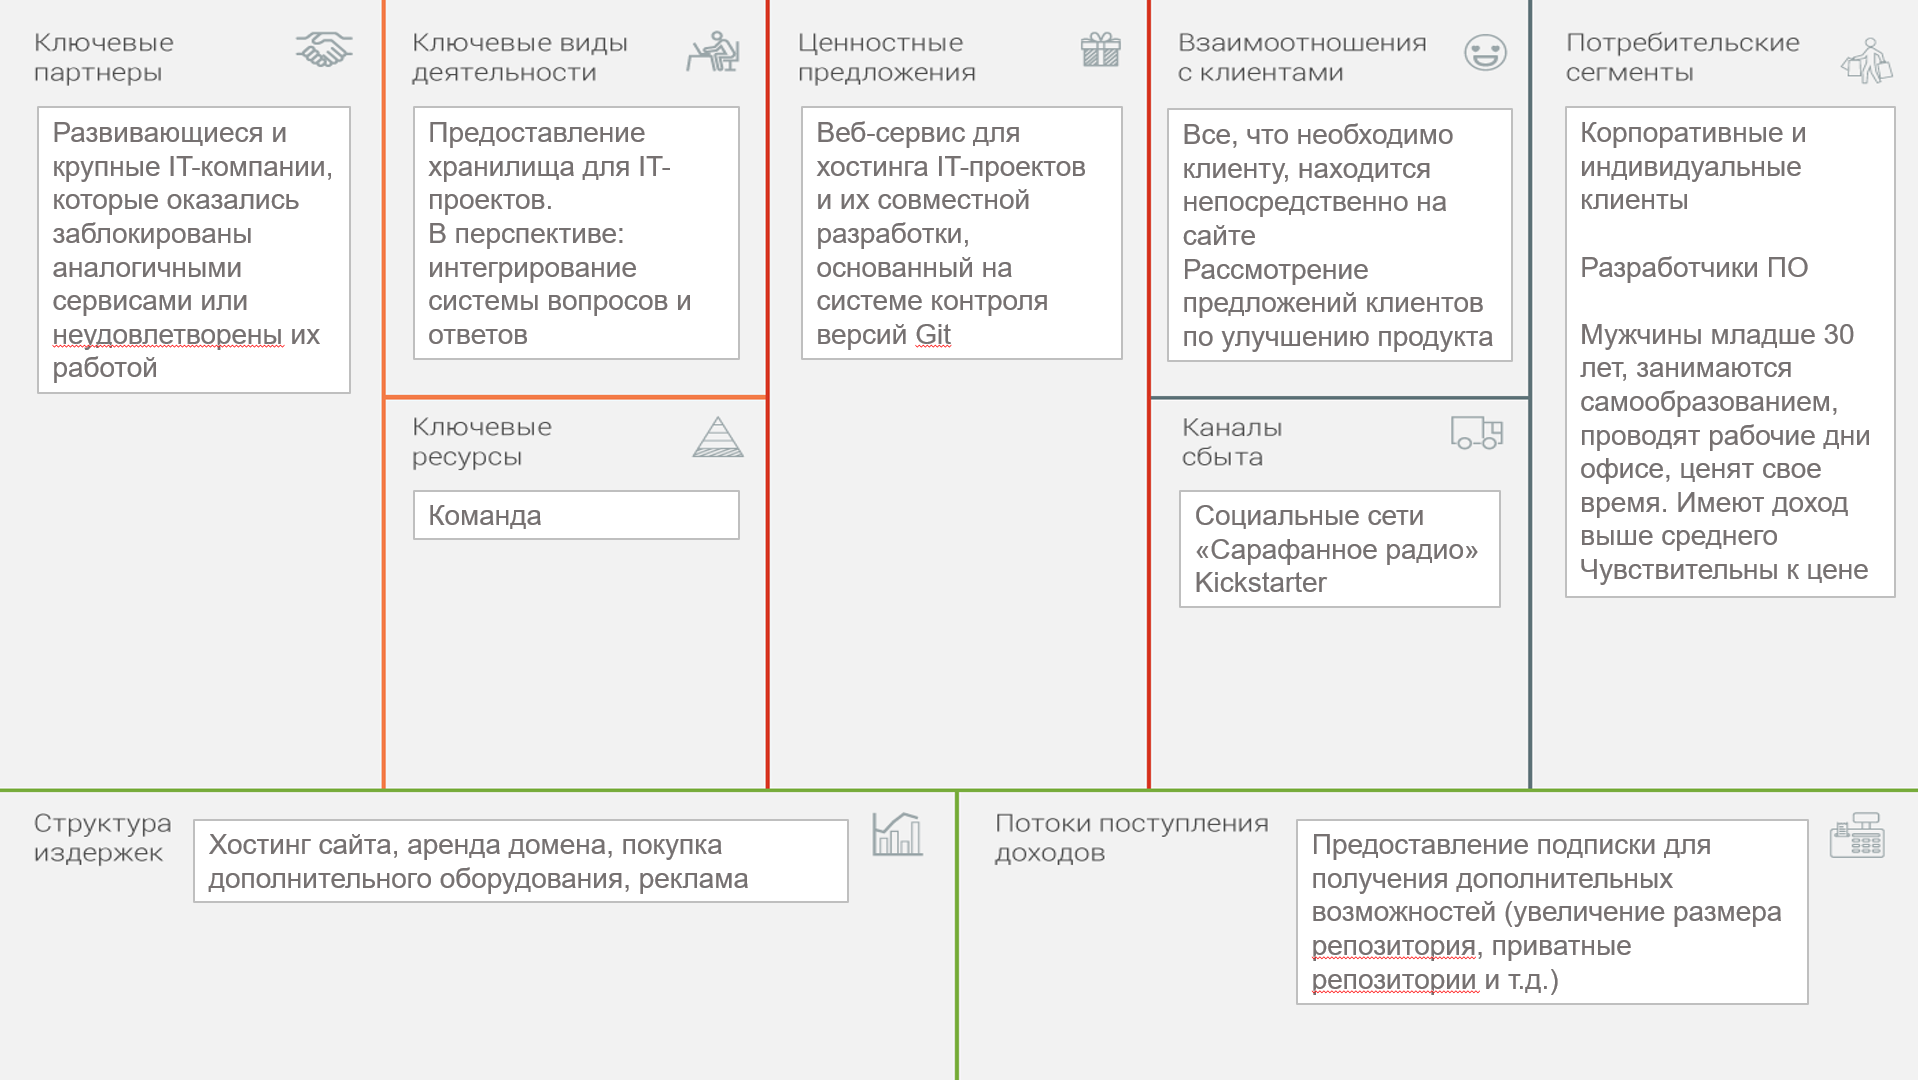 Ключевые
партнеры
Развивающиеся и
крупные IT-компании,
которые оказались
заблокированы
аналогичными
сервисами или
неудовлетворены их
работой
Ключевые виды
деятельности
Предоставление
хранилища для IT-
проектов.
В перспективе:
интегрирование
системы вопросов и
ответов
Ключевые
ресурсы
Команда
Ценностные
предложения
Веб-сервис для
хостинга IT-проектов
и их совместной
разработки,
основанный на
системе контроля
версий Git
Взаимоотношения
с клиентами
Все, что необходимо
клиенту, находится
непосредственно на
сайте
Рассмотрение
предложений клиентов
по улучшению продукта
Каналы
сбыта
Социальные сети
«Сарафанное радио»
Kickstarter
Потребительские
сегменты
Корпоративные и
индивидуальные
клиенты
Разработчики ПО
Мужчины младше 30
лет, занимаются
самообразованием,
проводят рабочие дни
офисе, ценят свое
время. Имеют доход
выше среднего
Чувствительны к цене
Структура
издержек
Хостинг сайта, аренда домена, покупка
дополнительного оборудования, реклама
Потоки поступления
доходов
Предоставление подписки для
получения дополнительных
возможностей (увеличение размера
репозитория, приватные
репозитории и т.д.)